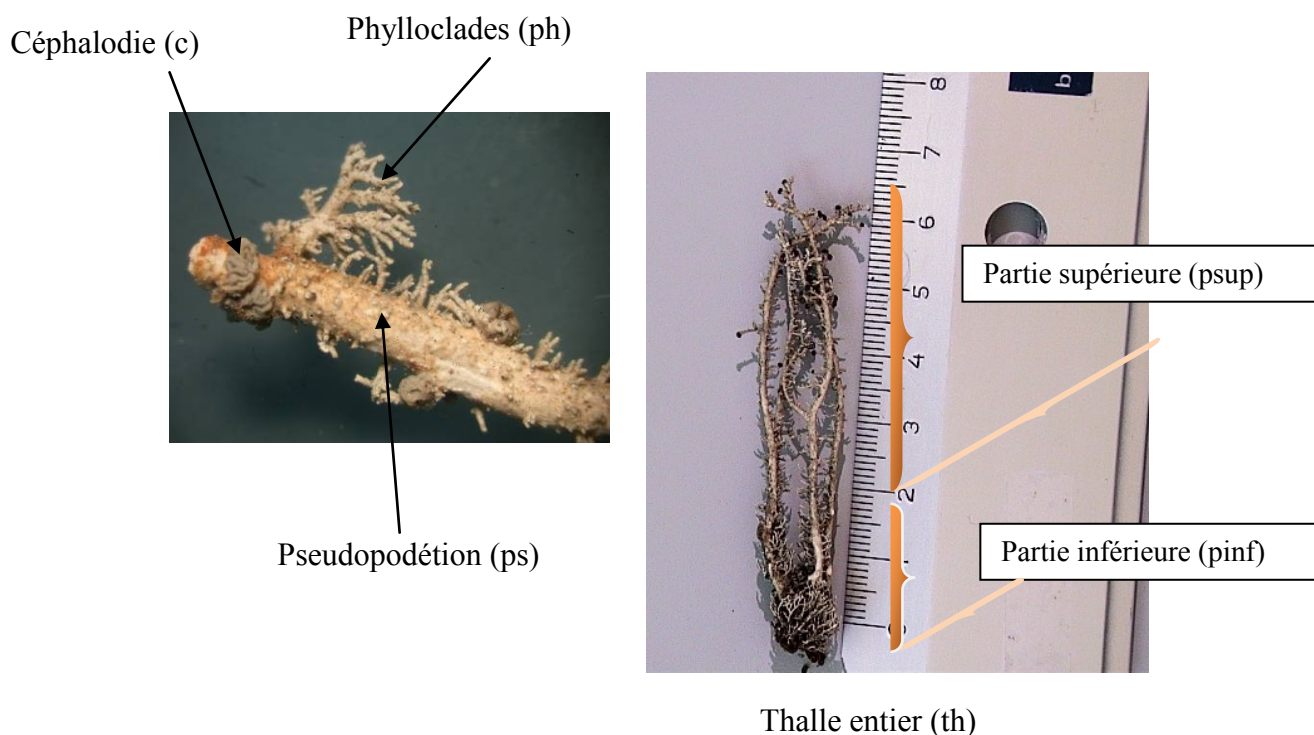 Céphalodie (c)
Phylloclades (ph)
Pseudopodétion (ps)
b
8
7
6
5
4
3
2
1
0
Partie supérieure (psup)
Partie inférieure (pinf)
Thalle entier (th)